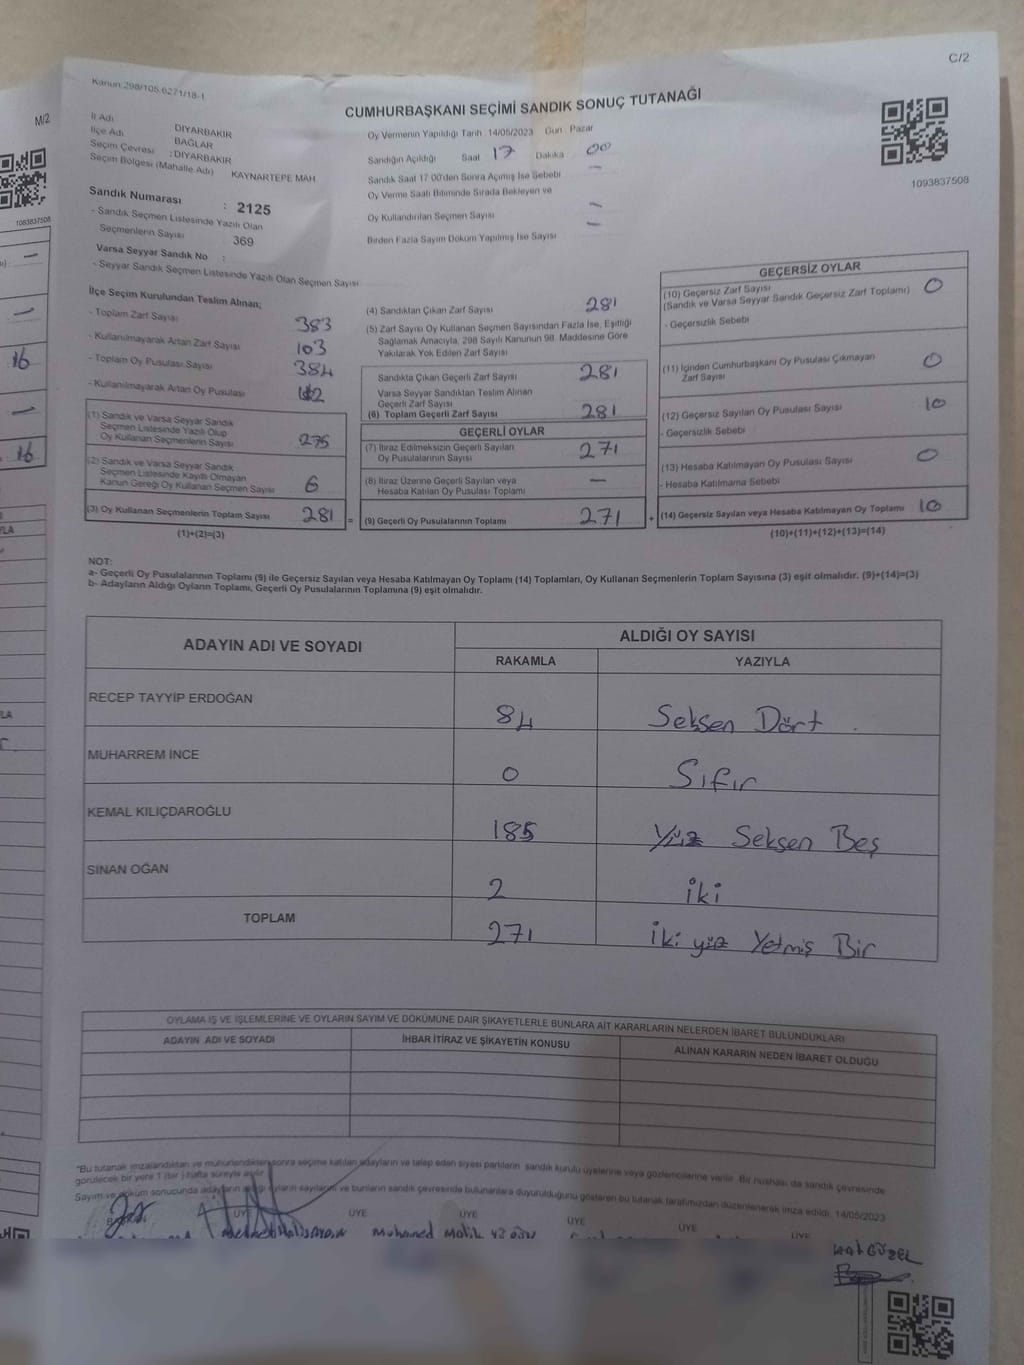 C/2
Kanun:298/105,6271/18-1
M/2
CUMHURBAŞKANI SEÇİMİ SANDIK SONUÇ TUTANAĞI
İl Adı DİYARBAKIR
İlçe Adı BAĞLAR
Seçim Çevresi : DİYARBAKIR
Seçim Bölgesi (Mahalle Adı) KAYNARTEPE MAH
Sandık Numarası : 2125
- Sandık Seçmen Listesinde Yazılı Olan
Seçmenlerin Sayısı 369
Varsa Seyyar Sandık No :
- Seyyar Sandık Seçmen Listesinde Yazılı Olan Seçmen Sayısı
Oy Vermenin Yapıldığı Tarih 14/05/2023 Gün Pazar
Sandığın Açıldığı Saat 17 Dakika 00
Sandık Saat 17:00'den Sonra Açımış İse Sebebi –
Oy Verme Saati Bitiminde Sırada Bekleyen ve
Oy Kullandırılan Seçmen Sayısı –
Birden Fazla Sayım Döküm Yapılmış İse Sayısı –
1093837508
İlçe Seçim Kurulundan Teslim Alınan;
- Toplam Zarf Sayısı 383
- Kullanılmayarak Artan Zarf Sayısı 103
- Toplam Oy Pusulası Sayısı 384
- Kullanılmayarak Artan Oy Pusulası
(1) Sandık ve Varsa Seyyar Sandık
Seçmen Listesinde Yazılı Olup
Oy Kullanan Seçmenlerin Sayısı 275
(2) Sandık ve Varsa Seyyar Sandık
Seçmen Listesinde Kayıtlı Olmayan
Kanun Gereği Oy Kullanan Seçmen Sayısı 6
(3) Oy Kullanan Seçmenlerin Toplam Sayısı 281 =
(1)+(2)=(3)
(4) Sandıktan Çıkan Zarf Sayısı 281
(5) Zarf Sayısı Oy Kullanan Seçmen Sayısından Fazla İse, Eşitliği
Sağlamak Amacıyla, 298 Sayılı Kanunun 98. Maddesine Göre
Yakılarak Yok Edilen Zarf Sayısı
Sandıkta Çıkan Geçerli Zarf Sayısı 281
Varsa Seyyar Sandıktan Teslim Alınan
Geçerli Zarf Sayısı
(6) Toplam Geçerli Zarf Sayısı 281
GEÇERLİ OYLAR
(7) İtiraz Edilmeksizin Geçerli Sayılan
Oy Pusulalarının Sayısı 271
(8) İtiraz Üzerine Geçerli Sayılan veya
Hesaba Katılan Oy Pusulası Toplamı —
(9) Geçerli Oy Pusulalarının Toplamı 271 +
GEÇERSİZ OYLAR
(10) Geçersiz Zarf Sayısı 0
(Sandık ve Varsa Seyyar Sandık Geçersiz Zarf Toplamı)
- Geçersizlik Sebebi
(11) İçinden Cumhurbaşkanı Oy Pusulası Çıkmayan
Zarf Sayısı 0
(12) Geçersiz Sayılan Oy Pusulası Sayısı 10
- Geçersizlik Sebebi
(13) Hesaba Katılmayan Oy Pusulası Sayısı 0
- Hesaba Katılmama Sebebi
(14) Geçersiz Sayılan veya Hesaba Katılmayan Oy Toplamı 10
(10)+(11)+(12)+(13)=(14)
NOT:
a- Geçerli Oy Pusulalarının Toplamı (9) ile Geçersiz Sayılan veya Hesaba Katılmayan Oy Toplamı (14) Toplamları, Oy Kullanan Seçmenlerin Toplam Sayısına (3) eşit olmalıdır. (9)+(14)=(3)
b- Adayların Aldığı Oyların Toplamı, Geçerli Oy Pusulalarının Toplamına (9) eşit olmalıdır.
ADAYIN ADI VE SOYADI
ALDIĞI OY SAYISI
RAKAMLA YAZIYLA
RECEP TAYYİP ERDOĞAN 84 Seksen Dört
MUHARREM İNCE 0 Sıfır
KEMAL KILIÇDAROĞLU 185 Yüz Seksen Beş
SİNAN OĞAN 2 İki
TOPLAM 271 İki yüz Yetmiş Bir
OYLAMA İŞ VE İŞLEMLERİNE VE OYLARIN SAYIM VE DÖKÜMÜNE DAİR ŞİKAYETLERLE BUNLARA AİT KARARLARIN NELERDEN İBARET BULUNDUKLARI
ADAYIN ADI VE SOYADI İHBAR İTİRAZ VE ŞİKAYETİN KONUSU ALINAN KARARIN NEDEN İBARET OLDUĞU
"Bu tutanak imzalandıktan ve mühürlendikten sonra seçime katılan adayların ve talep eden siyasi partilerin sandık kurulu üyelerine veya gözlemcilerine verilir. Bir nüshası da sandık çevresinde
görülecek bir yere 1 (bir) hafta süreyle asılır
Sayım ve döküm sonucunda adayların aldığı oyların sayılarını ve bunların sandık çevresinde bulunanlara duyurulduğunu gösteren bu tutanak tarafımızdan düzenlenerek imza edildi. 14/05/2023
ÜYE ÜYE ÜYE ÜYE ÜYE ÜYE
16
16